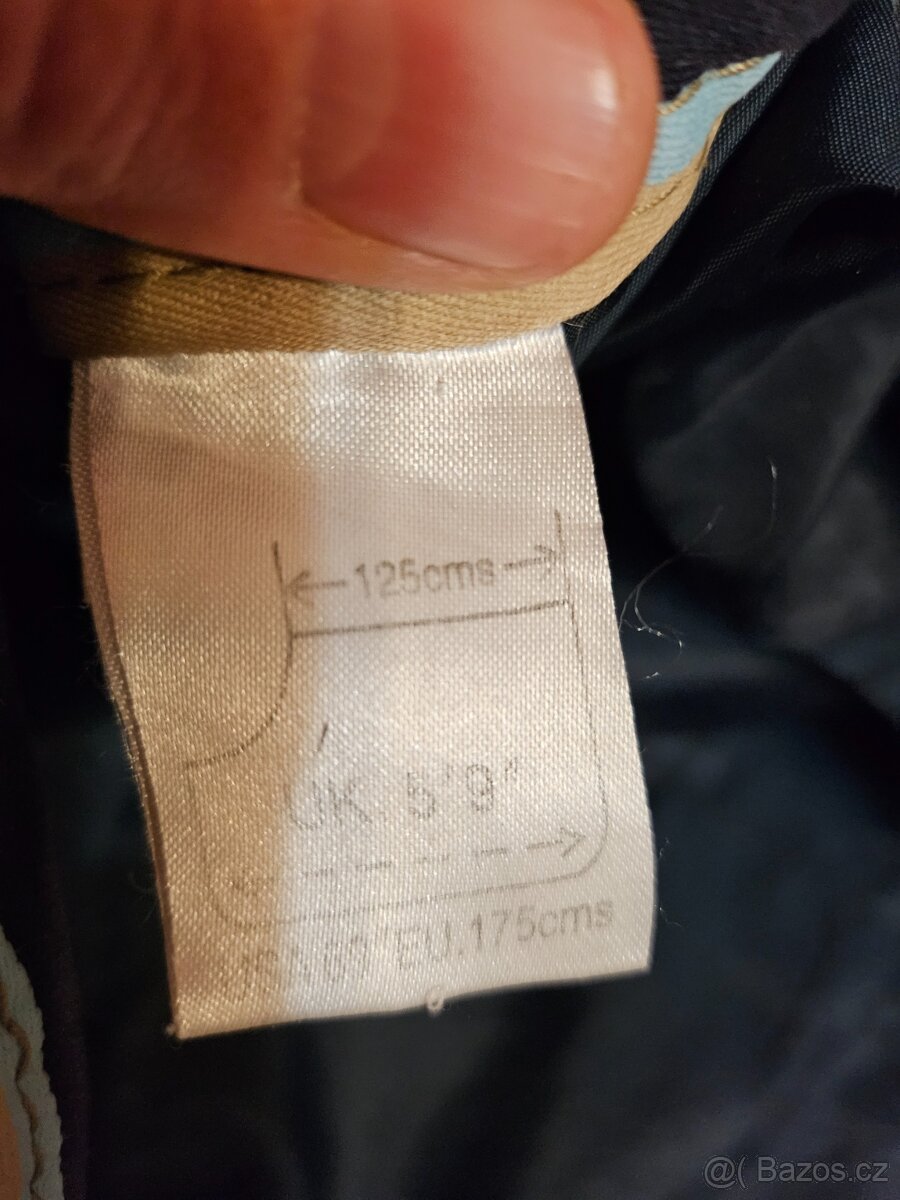 125cms
UK. 5'9"
EU.175cms
@( Bazos.cz